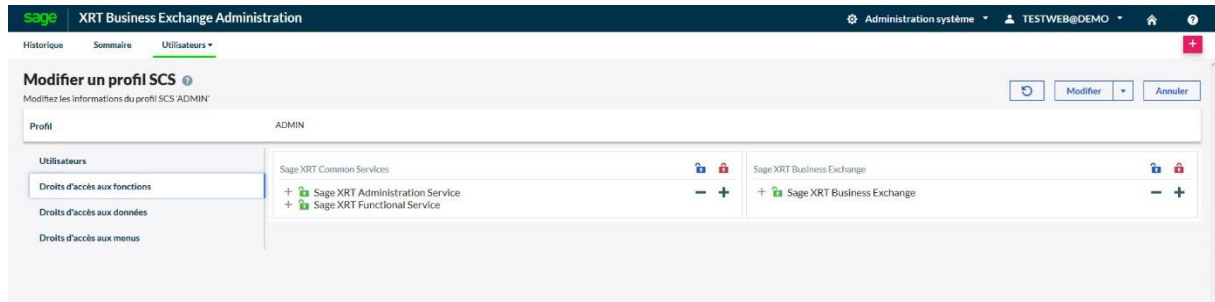 sage XRT Business Exchange Administration Administration système TESTWEB@DEMO
Historique Sommaire Utilisateurs
Modifier un profil SCS
Modifier Annuler
Modifiez les informations du profil SCS 'ADMIN'
Profil ADMIN
Utilisateurs
Sage XRT Common Services Sage XRT Business Exchange
Droits d'accès aux fonctions
Sage XRT Administration Service Sage XRT Business Exchange
Sage XRT Functional Service
Droits d'accès aux données
Droits d'accès aux menus